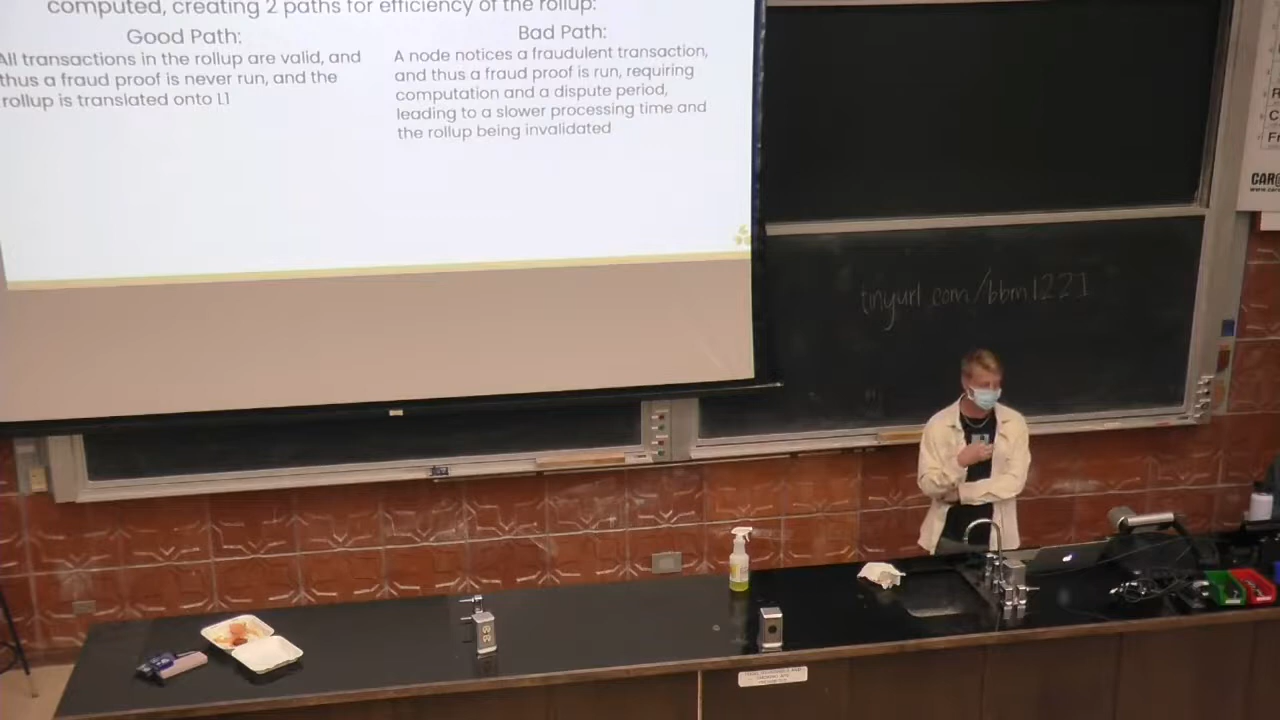 computed, creating 2 paths for efficiency of the rollup:
Good Path:
All transactions in the rollup are valid, and
thus a fraud proof is never run, and the
rollup is translated onto L1
Bad Path:
A node notices a fraudulent transaction,
and thus a fraud proof is run, requiring
computation and a dispute period,
leading to a slower processing time and
the rollup being invalidated
tinyurl.com/bbm1221